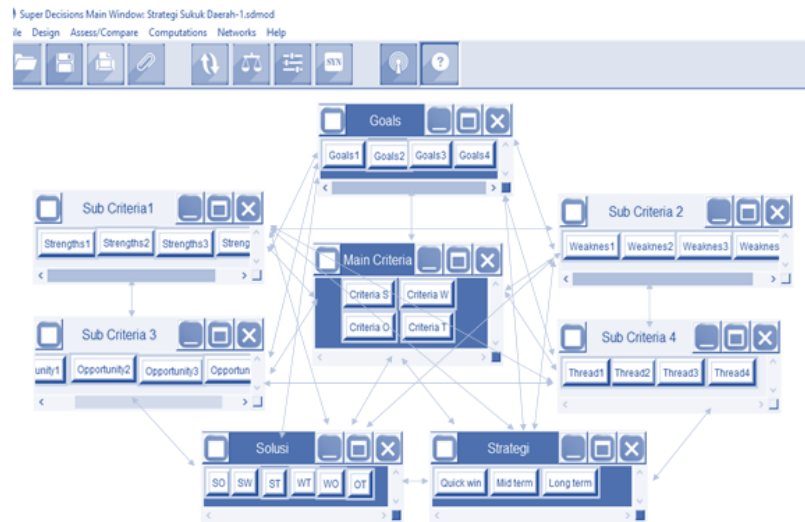 Super Decisions Main Window: Strategi Sukuk Daerah-1.sdmod
ile Design Assess/Compare Computations Networks Help
SYN ?
Goals
Goals1 Goals2 Goals3 Goals4
Sub Criteria1
Strengths1 Strengths2 Strengths3 Streng
Sub Criteria 2
Weaknes1 Weaknes2 Weaknes3 Weaknes
Main Criteria
Criteria S Criteria W
Criteria O Criteria T
Sub Criteria 3
unity1 Opportunity2 Opportunity3 Opportun
Sub Criteria 4
Thread1 Thread2 Thread3 Thread4
Solusi
SO SW ST WT WO OT
Strategi
Quick win Mid term Long term